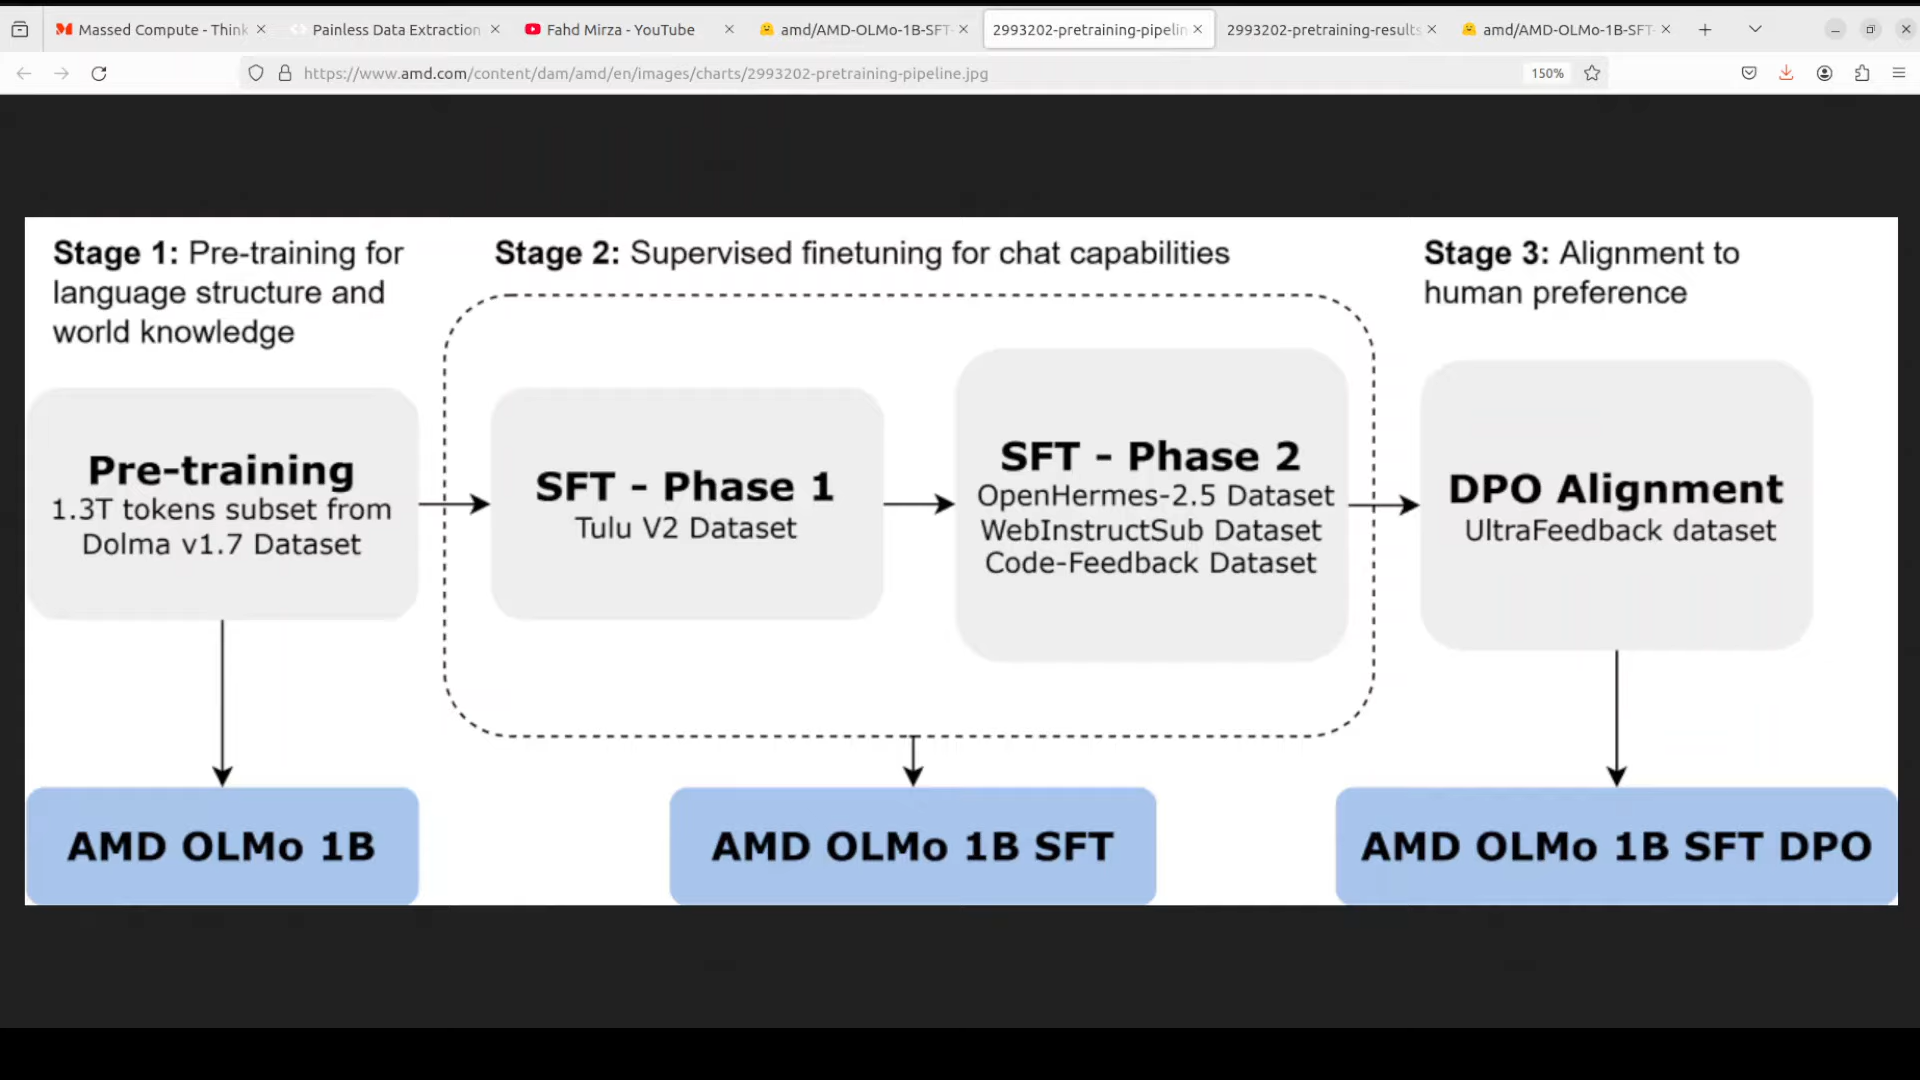 Massed Compute - Think
Painless Data Extraction
Fahd Mirza - YouTube
amd/AMD-OLMo-1B-SFT-
2993202-pretraining-pipelin
2993202-pretraining-results
amd/AMD-OLMo-1B-SFT-
https://www.amd.com/content/dam/amd/en/images/charts/2993202-pretraining-pipeline.jpg
150%
Stage 1: Pre-training for
language structure and
world knowledge
Stage 2: Supervised finetuning for chat capabilities
Stage 3: Alignment to
human preference
Pre-training
1.3T tokens subset from
Dolma v1.7 Dataset
SFT - Phase 1
Tulu V2 Dataset
SFT - Phase 2
OpenHermes-2.5 Dataset
WebInstructSub Dataset
Code-Feedback Dataset
DPO Alignment
UltraFeedback dataset
AMD OLMo 1B
AMD OLMo 1B SFT
AMD OLMo 1B SFT DPO